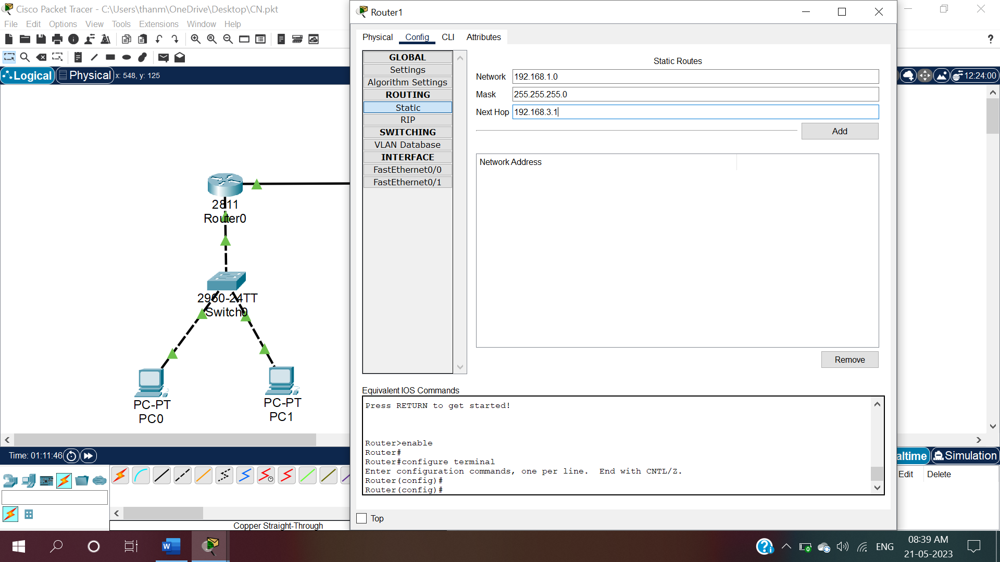 Cisco Packet Tracer - C:\Users\thanm\OneDrive\Desktop\CN.pkt
File Edit Options View Tools Extensions Window Help
Logical Physical x: 548, y: 125
12:24:00
?
2811
Router0
2960-24TT
Switch0
PC-PT
PC0
PC-PT
PC1
Time: 01:11:46
Copper Straight-Through
Router1
Physical Config CLI Attributes
GLOBAL
Settings
Algorithm Settings
ROUTING
Static
RIP
SWITCHING
VLAN Database
INTERFACE
FastEthernet0/0
FastEthernet0/1
Static Routes
Network 192.168.1.0
Mask 255.255.255.0
Next Hop 192.168.3.1
Add
Network Address
Remove
Equivalent IOS Commands
Press RETURN to get started!
Router>enable
Router#
Router#configure terminal
Enter configuration commands, one per line. End with CNTL/Z.
Router(config)#
Router(config)#
Top
altime Simulation
Edit Delete
W
ENG
08:39 AM
21-05-2023